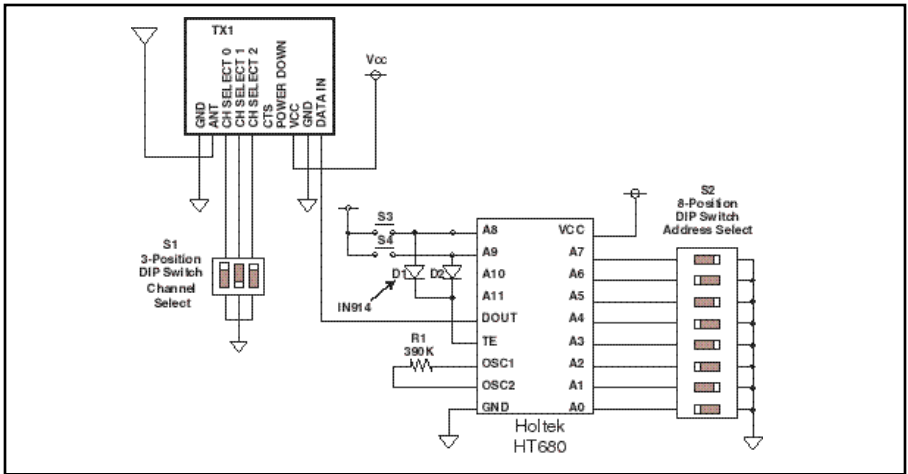 TX1
GND
ANT
CH SELECT 0
CH SELECT 1
CH SELECT 2
CTS
POWER DOWN
VCC
GND
DATA IN
Vcc
S1
3-Position
DIP Switch
Channel
Select
S3
S4
D1
D2
IN914
R1
390K
A8
A9
A10
A11
DOUT
TE
OSC1
OSC2
GND
VCC
A7
A6
A5
A4
A3
A2
A1
A0
Holtek
HT680
S2
8-Position
DIP Switch
Address Select